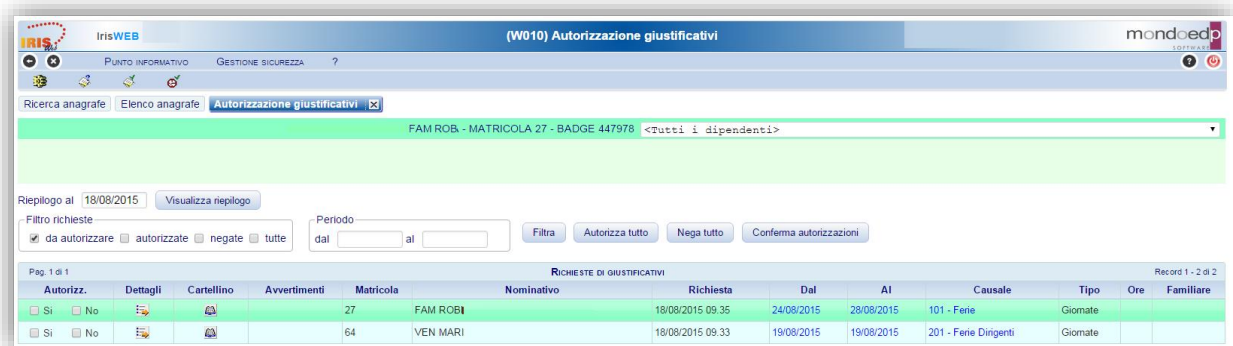 IRIS Web IrisWEB (W010) Autorizzazione giustificativi mondoedp
SOFTWARE
PUNTO INFORMATIVO GESTIONE SICUREZZA ?
Ricerca anagrafe Elenco anagrafe Autorizzazione giustificativi X
FAM ROB - MATRICOLA 27 - BADGE 447978 <Tutti i dipendenti>
Riepilogo al 18/08/2015 Visualizza riepilogo
Filtro richieste Periodo
da autorizzare autorizzate negate tutte dal al Filtra Autorizza tutto Nega tutto Conferma autorizzazioni
Pag. 1 di 1 RICHIESTE DI GIUSTIFICATIVI Record 1 - 2 di 2
Autorizz. Dettagli Cartellino Avvertimenti Matricola Nominativo Richiesta Dal Al Causale Tipo Ore Familiare
Si No 27 FAM ROB 18/08/2015 09.35 24/08/2015 28/08/2015 101 - Ferie Giornate
Si No 64 VEN MARI 18/08/2015 09.33 19/08/2015 19/08/2015 201 - Ferie Dirigenti Giornate